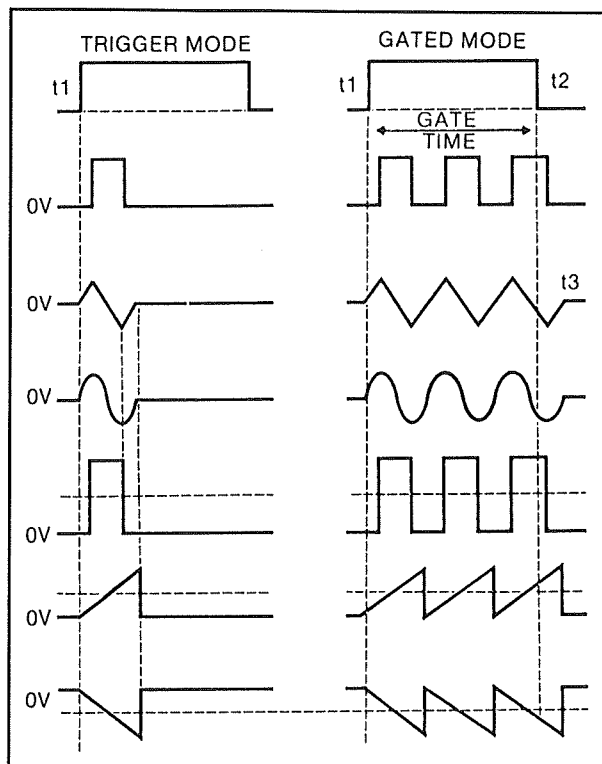 TRIGGER MODE
GATED MODE
t1
t1
t2
GATE
TIME
0V
0V
t3
0V
0V
0V
0V